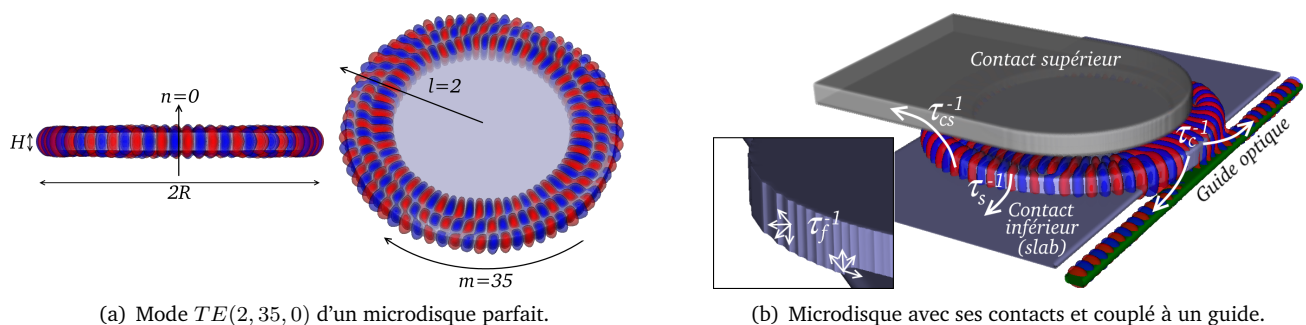 n=0
H
2R
l=2
m=35
(a) Mode TE(2, 35, 0) d'un microdisque parfait.
Contact supérieur
τcs⁻¹
τc⁻¹
τs⁻¹
Guide optique
Contact
inférieur
(slab)
τf⁻¹
(b) Microdisque avec ses contacts et couplé à un guide.